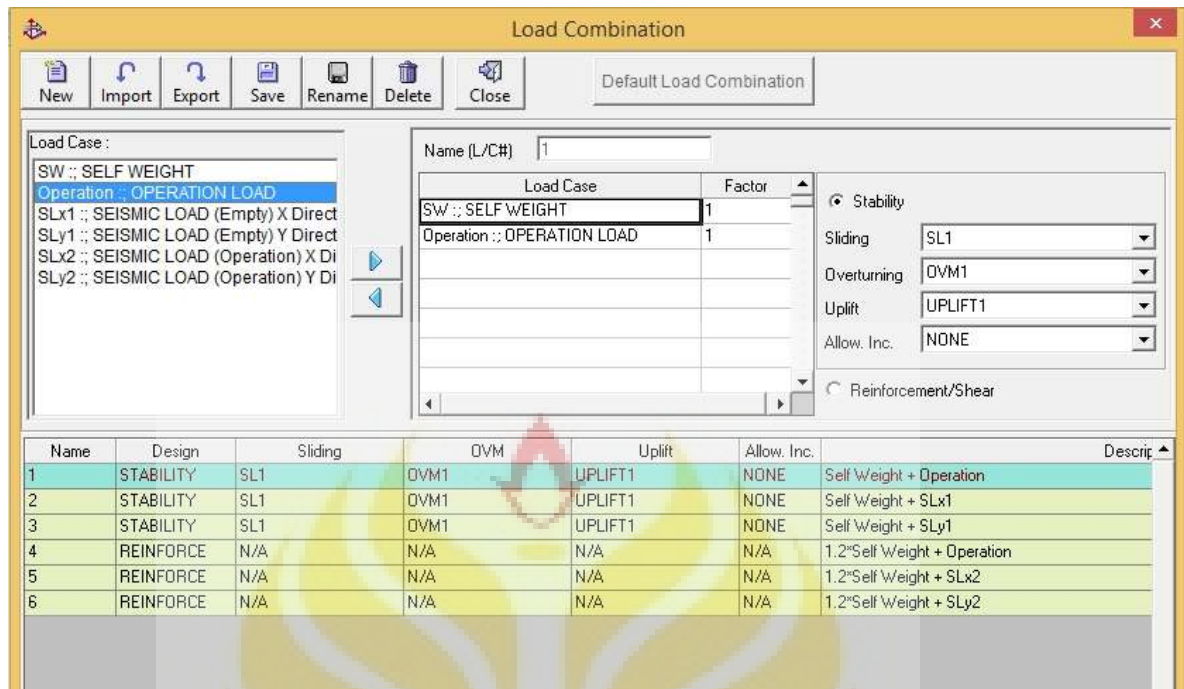 Load Combination
New Import Export Save Rename Delete Close Default Load Combination
Load Case :
SW :; SELF WEIGHT
Operation :; OPERATION LOAD
SLx1 :; SEISMIC LOAD (Empty) X Direct
SLy1 :; SEISMIC LOAD (Empty) Y Direct
SLx2 :; SEISMIC LOAD (Operation) X Di
SLy2 :; SEISMIC LOAD (Operation) Y Di
Name (L/C#) 1
Load Case Factor
SW :; SELF WEIGHT 1
Operation :; OPERATION LOAD 1
Stability
Sliding SL1
Overturning OVM1
Uplift UPLIFT1
Allow. Inc. NONE
Reinforcement/Shear
Name Design Sliding OVM Uplift Allow. Inc. Descrip
1 STABILITY SL1 OVM1 UPLIFT1 NONE Self Weight + Operation
2 STABILITY SL1 OVM1 UPLIFT1 NONE Self Weight + SLx1
3 STABILITY SL1 OVM1 UPLIFT1 NONE Self Weight + SLy1
4 REINFORCE N/A N/A N/A N/A 1.2*Self Weight + Operation
5 REINFORCE N/A N/A N/A N/A 1.2*Self Weight + SLx2
6 REINFORCE N/A N/A N/A N/A 1.2*Self Weight + SLy2